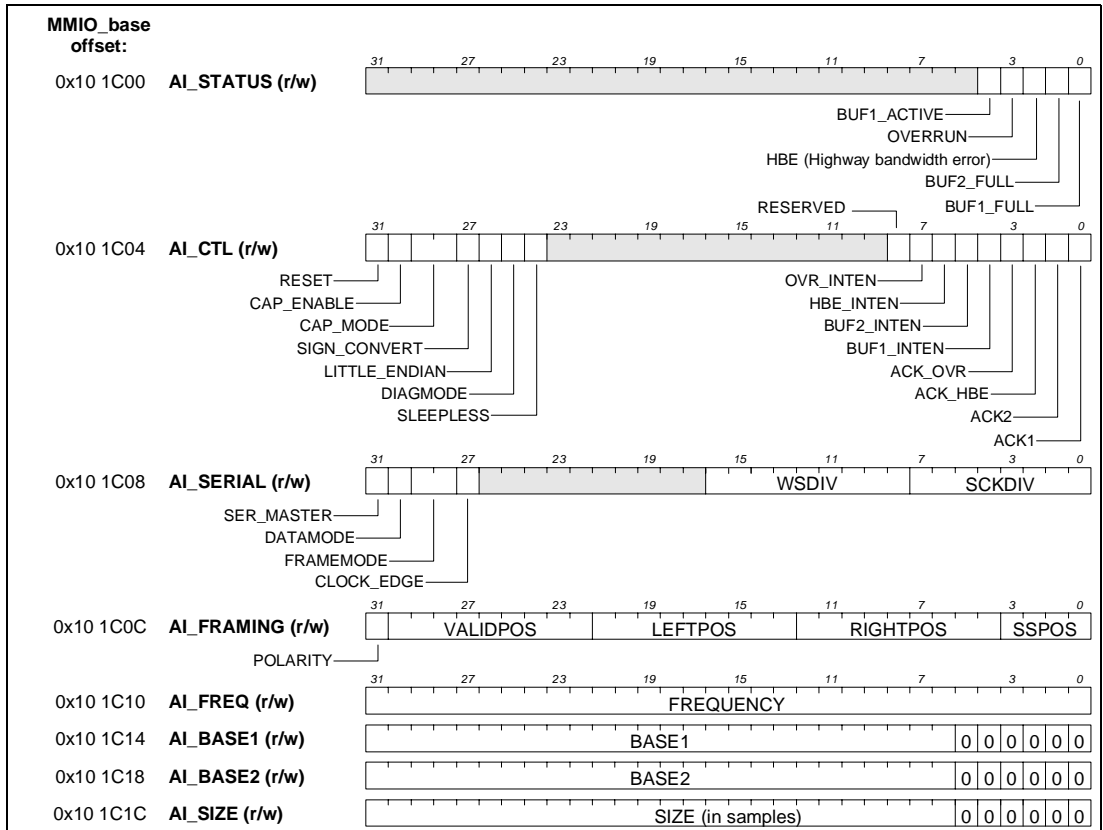 MMIO_base
offset:
31 27 23 19 15 11 7 3 0
0x10 1C00 AI_STATUS (r/w)
BUF1_ACTIVE
OVERRUN
HBE (Highway bandwidth error)
BUF2_FULL
RESERVED BUF1_FULL
31 27 23 19 15 11 7 3 0
0x10 1C04 AI_CTL (r/w)
RESET OVR_INTEN
CAP_ENABLE HBE_INTEN
CAP_MODE BUF2_INTEN
SIGN_CONVERT BUF1_INTEN
LITTLE_ENDIAN ACK_OVR
DIAGMODE ACK_HBE
SLEEPLESS ACK2
ACK1
31 27 23 19 15 11 7 3 0
0x10 1C08 AI_SERIAL (r/w) WSDIV SCKDIV
SER_MASTER
DATAMODE
FRAMEMODE
CLOCK_EDGE
31 27 23 19 15 11 7 3 0
0x10 1C0C AI_FRAMING (r/w) VALIDPOS LEFTPOS RIGHTPOS SSPOS
POLARITY
31 27 23 19 15 11 7 3 0
0x10 1C10 AI_FREQ (r/w) FREQUENCY
0x10 1C14 AI_BASE1 (r/w) BASE1 0 0 0 0 0 0
0x10 1C18 AI_BASE2 (r/w) BASE2 0 0 0 0 0 0
0x10 1C1C AI_SIZE (r/w) SIZE (in samples) 0 0 0 0 0 0